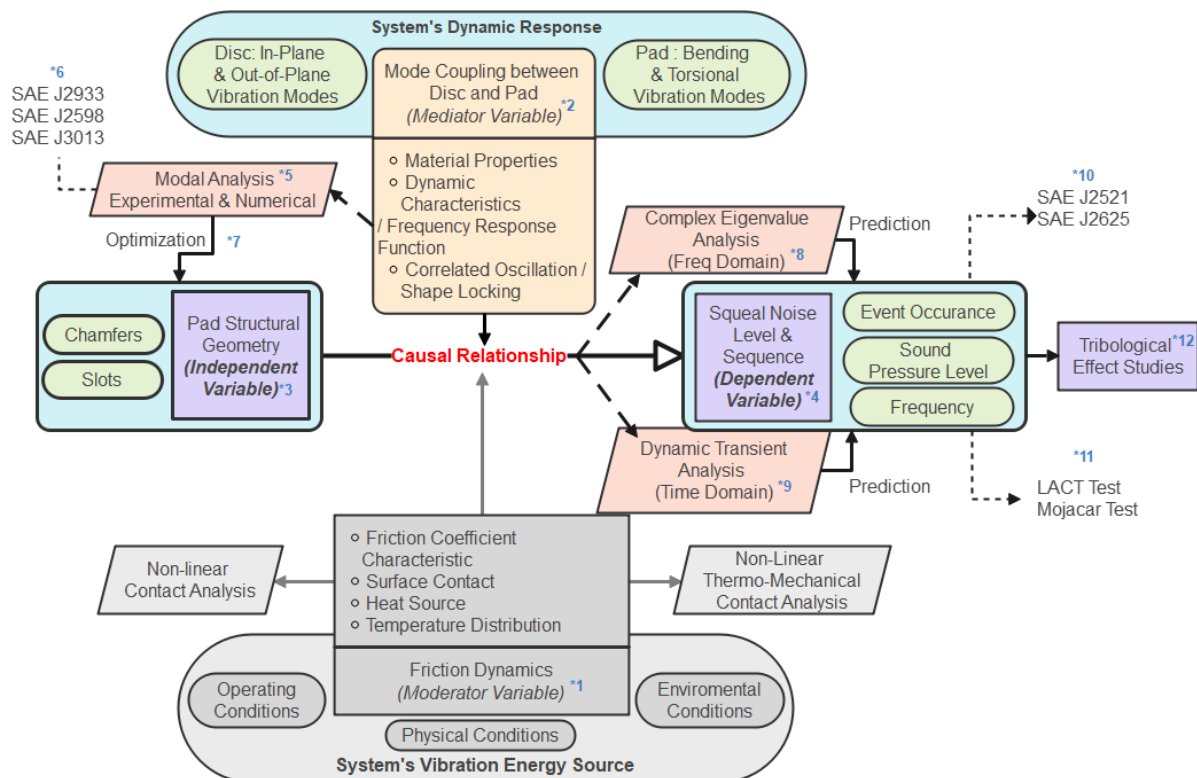 System's Dynamic Response
Disc: In-Plane
& Out-of-Plane
Vibration Modes
Mode Coupling between
Disc and Pad
(Mediator Variable) *2
Pad : Bending
& Torsional
Vibration Modes
*6
SAE J2933
SAE J2598
SAE J3013
Modal Analysis *5
Experimental & Numerical
Optimization *7
Material Properties
Dynamic
Characteristics
/ Frequency Response
Function
Correlated Oscillation /
Shape Locking
Complex Eigenvalue
Analysis
(Freq Domain) *8
Prediction
*10
SAE J2521
SAE J2625
Chamfers
Slots
Pad Structural
Geometry
(Independent
Variable)*3
Causal Relationship
Squeal Noise
Level &
Sequence
(Dependent
Variable) *4
Event Occurance
Sound
Pressure Level
Frequency
Tribological*12
Effect Studies
Dynamic Transient
Analysis
(Time Domain) *9
Prediction
*11
LACT Test
Mojacar Test
Non-linear
Contact Analysis
Friction Coefficient
Characteristic
Surface Contact
Heat Source
Temperature Distribution
Non-Linear
Thermo-Mechanical
Contact Analysis
Friction Dynamics
(Moderator Variable) *1
Operating
Conditions
Enviromental
Conditions
Physical Conditions
System's Vibration Energy Source